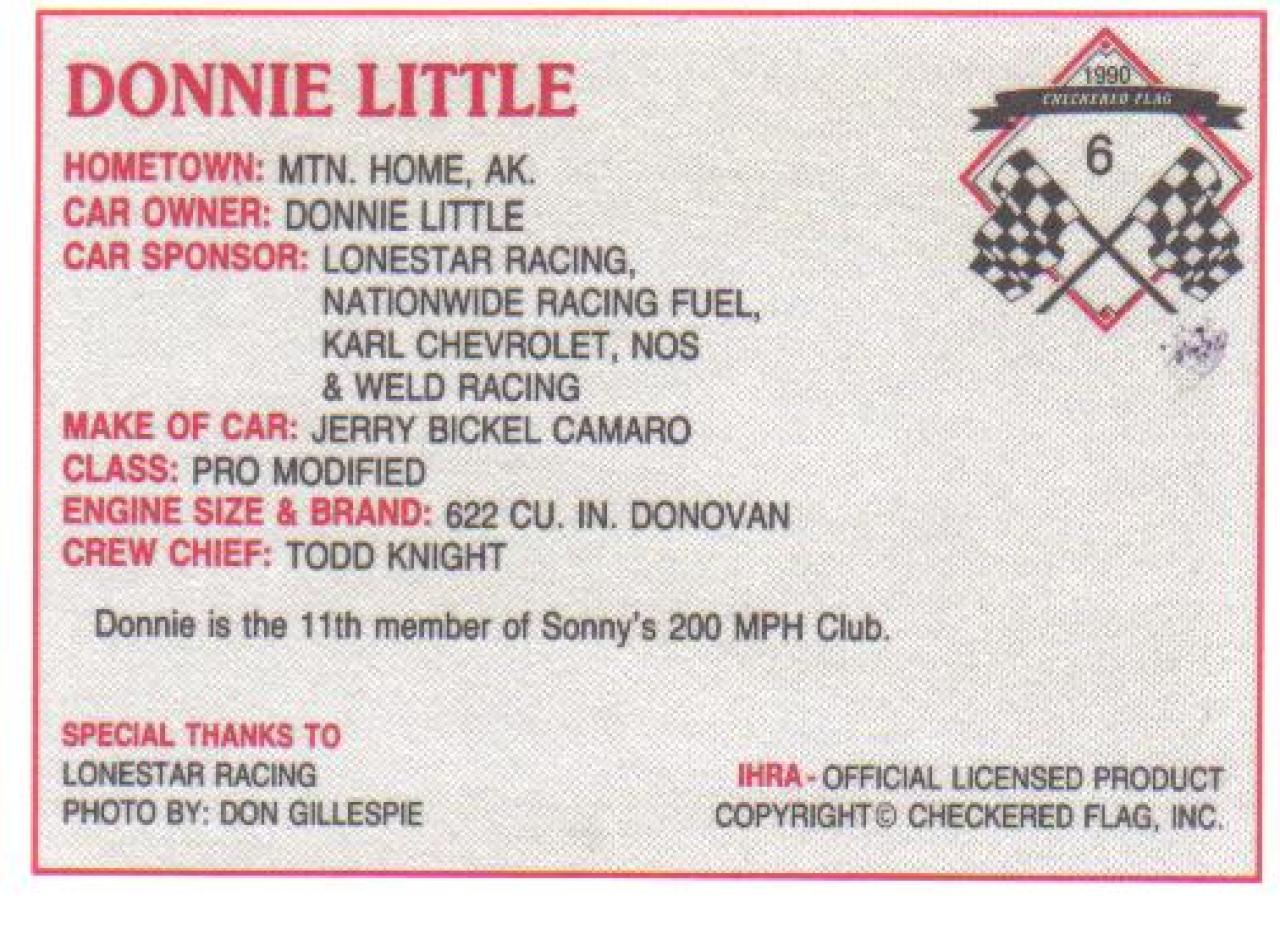 DONNIE LITTLE
1990
CHECKERED FLAG
6
HOMETOWN: MTN. HOME, AK.
CAR OWNER: DONNIE LITTLE
CAR SPONSOR: LONESTAR RACING,
NATIONWIDE RACING FUEL,
KARL CHEVROLET, NOS
& WELD RACING
MAKE OF CAR: JERRY BICKEL CAMARO
CLASS: PRO MODIFIED
ENGINE SIZE & BRAND: 622 CU. IN. DONOVAN
CREW CHIEF: TODD KNIGHT
Donnie is the 11th member of Sonny's 200 MPH Club.
SPECIAL THANKS TO
LONESTAR RACING
PHOTO BY: DON GILLESPIE
IHRA - OFFICIAL LICENSED PRODUCT
COPYRIGHT© CHECKERED FLAG, INC.